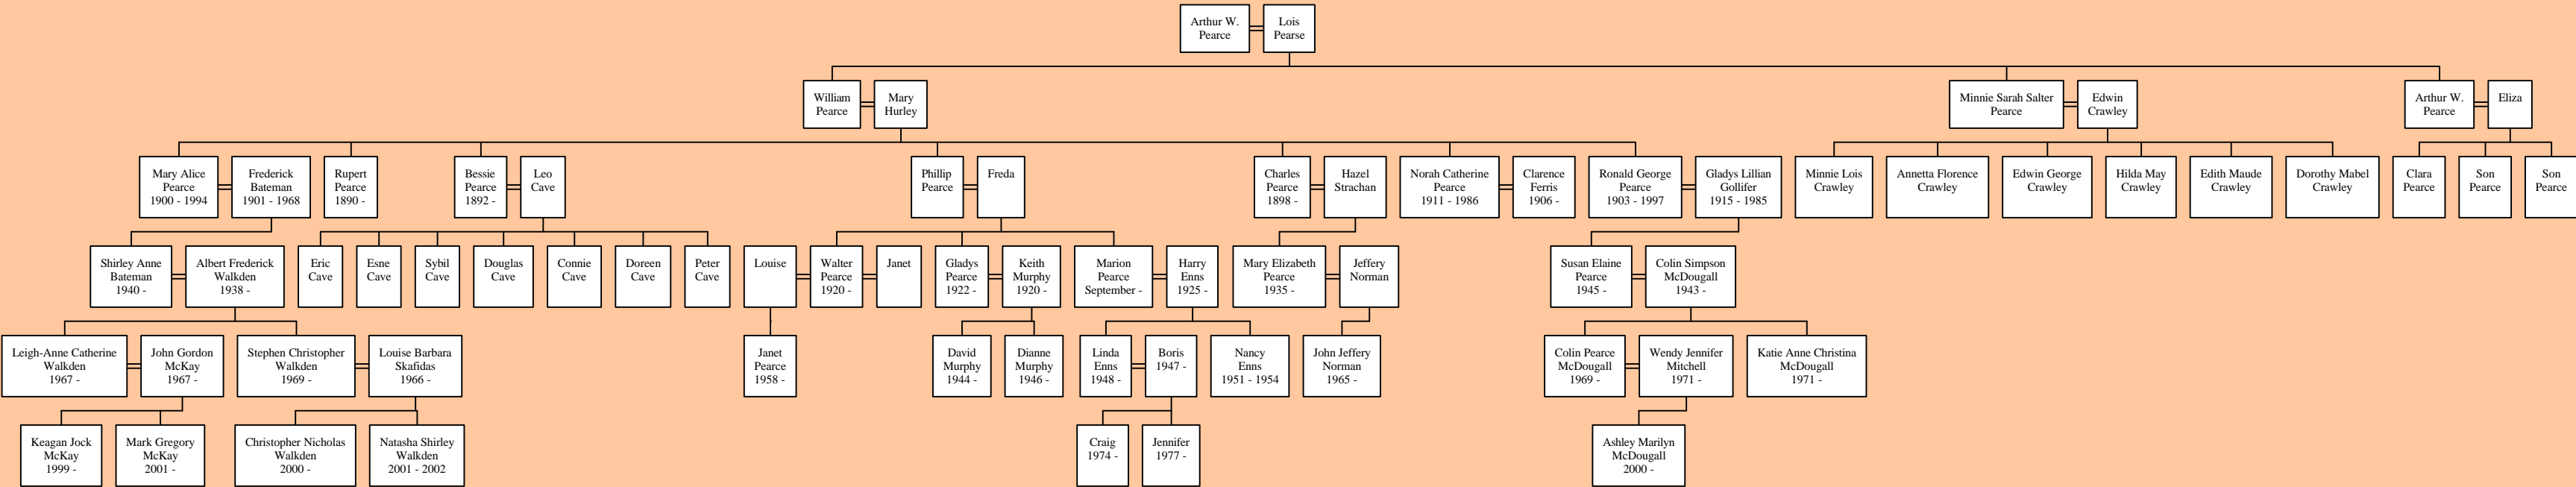 Arthur W.
Pearce
Lois
Pearse
William
Pearce
Mary
Hurley
Minnie Sarah Salter
Pearce
Edwin
Crawley
Arthur W.
Pearce
Eliza
Mary Alice
Pearce
1900 - 1994
Frederick
Bateman
1901 - 1968
Rupert
Pearce
1890 -
Bessie
Pearce
1892 -
Leo
Cave
Phillip
Pearce
Freda
Charles
Pearce
1898 -
Hazel
Strachan
Norah Catherine
Pearce
1911 - 1986
Clarence
Ferris
1906 -
Ronald George
Pearce
1903 - 1997
Gladys Lillian
Gollifer
1915 - 1985
Minnie Lois
Crawley
Annetta Florence
Crawley
Edwin George
Crawley
Hilda May
Crawley
Edith Maude
Crawley
Dorothy Mabel
Crawley
Clara
Pearce
Son
Pearce
Son
Pearce
Shirley Anne
Bateman
1940 -
Albert Frederick
Walkden
1938 -
Eric
Cave
Esne
Cave
Sybil
Cave
Douglas
Cave
Connie
Cave
Doreen
Cave
Peter
Cave
Louise
Walter
Pearce
1920 -
Janet
Gladys
Pearce
1922 -
Keith
Murphy
1920 -
Marion
Pearce
September -
Harry
Enns
1925 -
Mary Elizabeth
Pearce
1935 -
Jeffery
Norman
Susan Elaine
Pearce
1945 -
Colin Simpson
McDougall
1943 -
Leigh-Anne Catherine
Walkden
1967 -
John Gordon
McKay
1967 -
Stephen Christopher
Walkden
1969 -
Louise Barbara
Skafidas
1966 -
Janet
Pearce
1958 -
David
Murphy
1944 -
Dianne
Murphy
1946 -
Linda
Enns
1948 -
Boris
1947 -
Nancy
Enns
1951 - 1954
John Jeffery
Norman
1965 -
Colin Pearce
McDougall
1969 -
Wendy Jennifer
Mitchell
1971 -
Katie Anne Christina
McDougall
1971 -
Keagan Jock
McKay
1999 -
Mark Gregory
McKay
2001 -
Christopher Nicholas
Walkden
2000 -
Natasha Shirley
Walkden
2001 - 2002
Craig
1974 -
Jennifer
1977 -
Ashley Marilyn
McDougall
2000 -